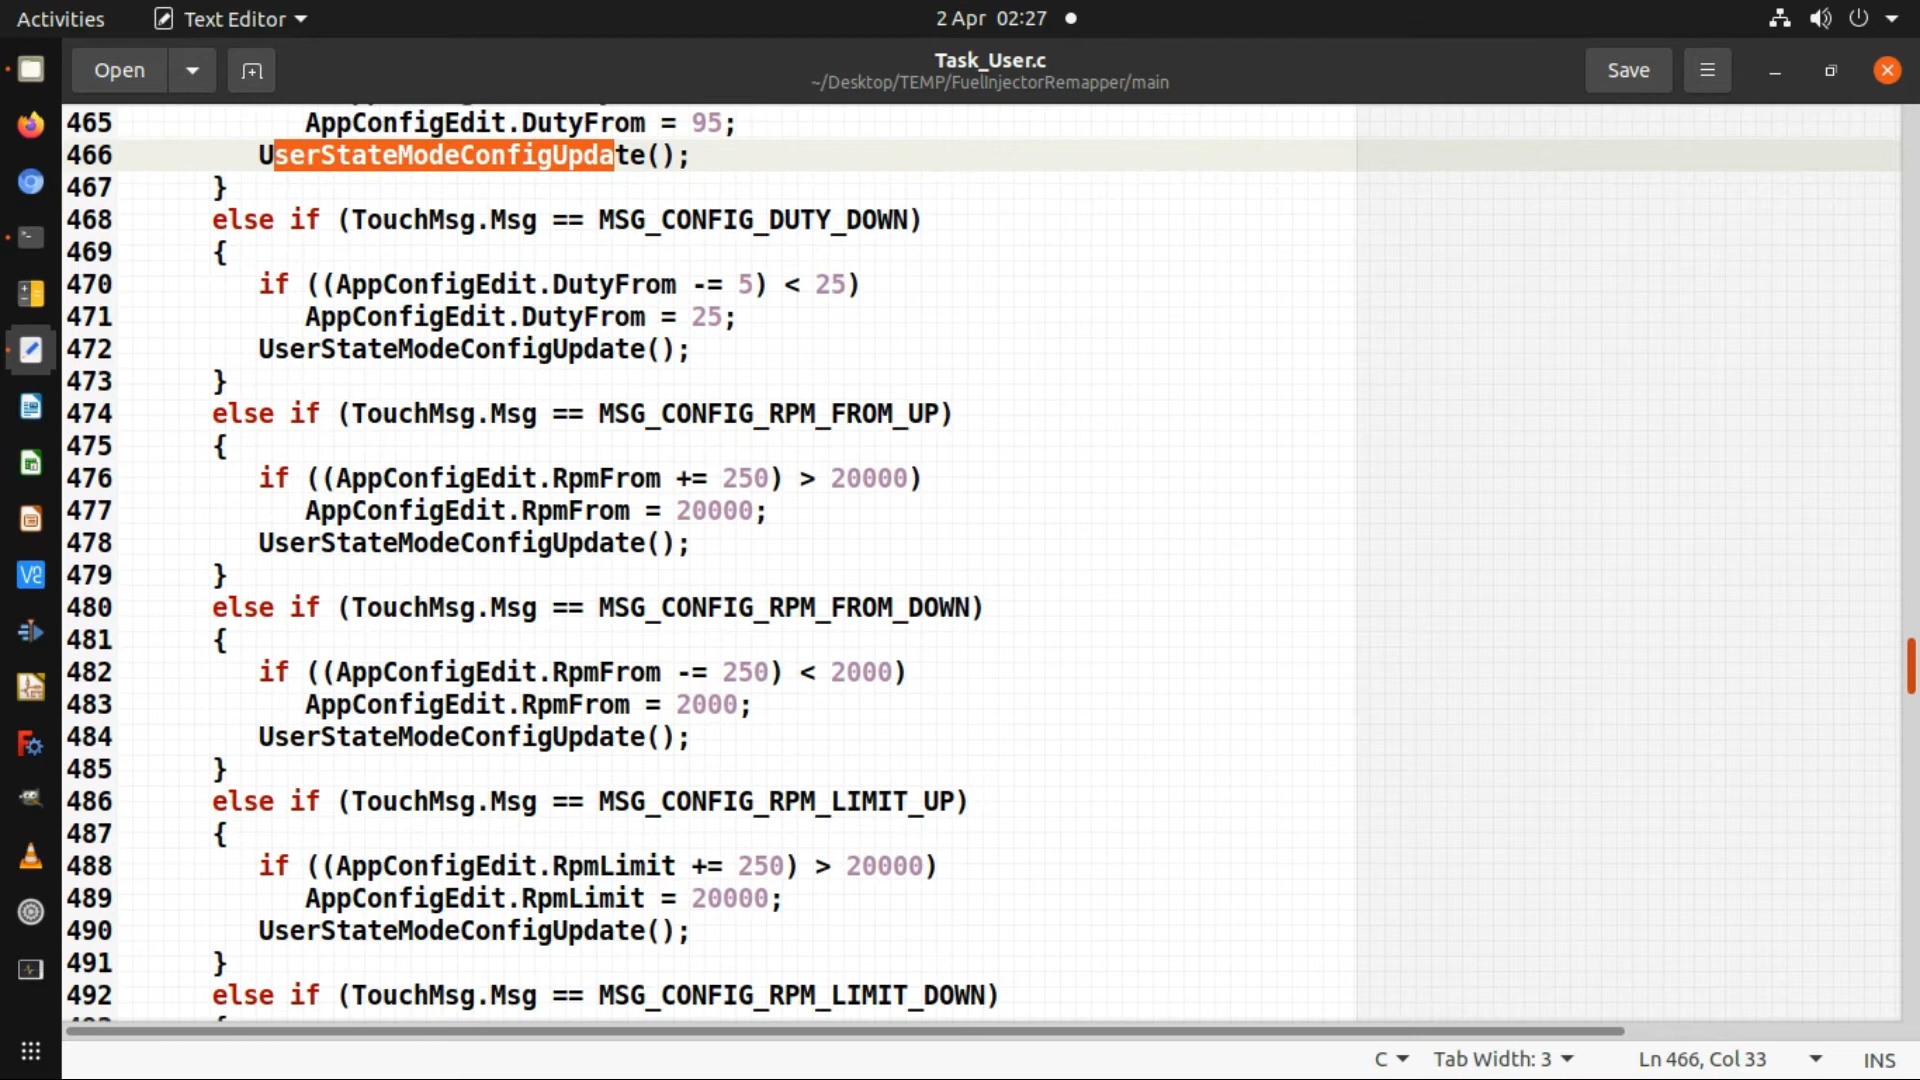 Activities
Text Editor
2 Apr 02:27
Open
Task_User.c
~/Desktop/TEMP/FuelInjectorRemapper/main
Save
465 AppConfigEdit.DutyFrom = 95;
466 UserStateModeConfigUpdate();
467 }
468 else if (TouchMsg.Msg == MSG_CONFIG_DUTY_DOWN)
469 {
470 if ((AppConfigEdit.DutyFrom -= 5) < 25)
471 AppConfigEdit.DutyFrom = 25;
472 UserStateModeConfigUpdate();
473 }
474 else if (TouchMsg.Msg == MSG_CONFIG_RPM_FROM_UP)
475 {
476 if ((AppConfigEdit.RpmFrom += 250) > 20000)
477 AppConfigEdit.RpmFrom = 20000;
478 UserStateModeConfigUpdate();
479 }
480 else if (TouchMsg.Msg == MSG_CONFIG_RPM_FROM_DOWN)
481 {
482 if ((AppConfigEdit.RpmFrom -= 250) < 2000)
483 AppConfigEdit.RpmFrom = 2000;
484 UserStateModeConfigUpdate();
485 }
486 else if (TouchMsg.Msg == MSG_CONFIG_RPM_LIMIT_UP)
487 {
488 if ((AppConfigEdit.RpmLimit += 250) > 20000)
489 AppConfigEdit.RpmLimit = 20000;
490 UserStateModeConfigUpdate();
491 }
492 else if (TouchMsg.Msg == MSG_CONFIG_RPM_LIMIT_DOWN)
C
Tab Width: 3
Ln 466, Col 33
INS